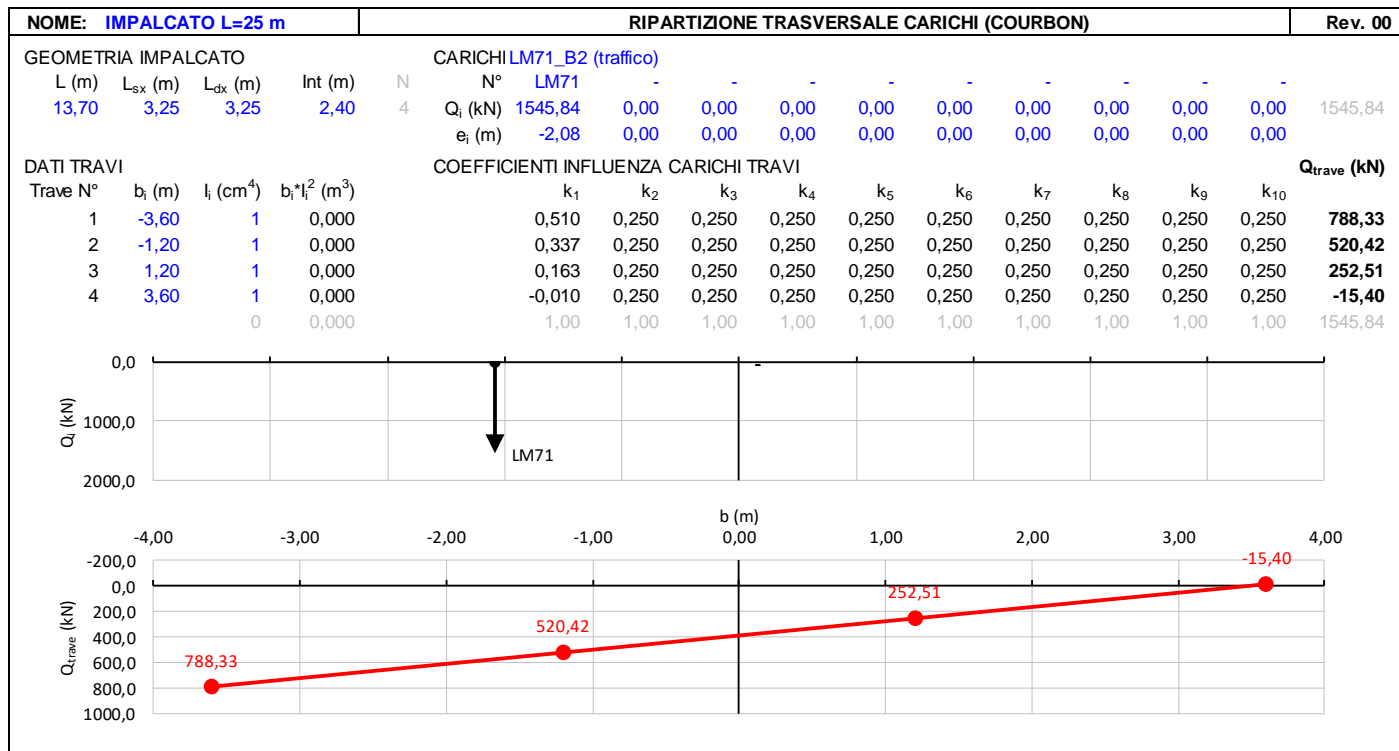 NOME: IMPALCATO L=25 m RIPARTIZIONE TRASVERSALE CARICHI (COURBON) Rev. 00
GEOMETRIA IMPALCATO CARICHI LM71_B2 (traffico)
L (m) Lsx (m) Ldx (m) Int (m) N N° LM71 - - - - - - - - -
13,70 3,25 3,25 2,40 4 Qi (kN) 1545,84 0,00 0,00 0,00 0,00 0,00 0,00 0,00 0,00 0,00 1545,84
ei (m) -2,08 0,00 0,00 0,00 0,00 0,00 0,00 0,00 0,00 0,00
DATI TRAVI COEFFICIENTI INFLUENZA CARICHI TRAVI Qtrave (kN)
Trave N° bi (m) Ii (cm4) bi*Ii2 (m3) k1 k2 k3 k4 k5 k6 k7 k8 k9 k10
1 -3,60 1 0,000 0,510 0,250 0,250 0,250 0,250 0,250 0,250 0,250 0,250 0,250 788,33
2 -1,20 1 0,000 0,337 0,250 0,250 0,250 0,250 0,250 0,250 0,250 0,250 0,250 520,42
3 1,20 1 0,000 0,163 0,250 0,250 0,250 0,250 0,250 0,250 0,250 0,250 0,250 252,51
4 3,60 1 0,000 -0,010 0,250 0,250 0,250 0,250 0,250 0,250 0,250 0,250 0,250 -15,40
0 0,000 1,00 1,00 1,00 1,00 1,00 1,00 1,00 1,00 1,00 1,00 1545,84
0,0
1000,0
2000,0
Qi (kN)
-
LM71
b (m)
-4,00 -3,00 -2,00 -1,00 0,00 1,00 2,00 3,00 4,00
-200,0
0,0
200,0
400,0
600,0
800,0
1000,0
Qtrave (kN)
788,33
520,42
252,51
-15,40